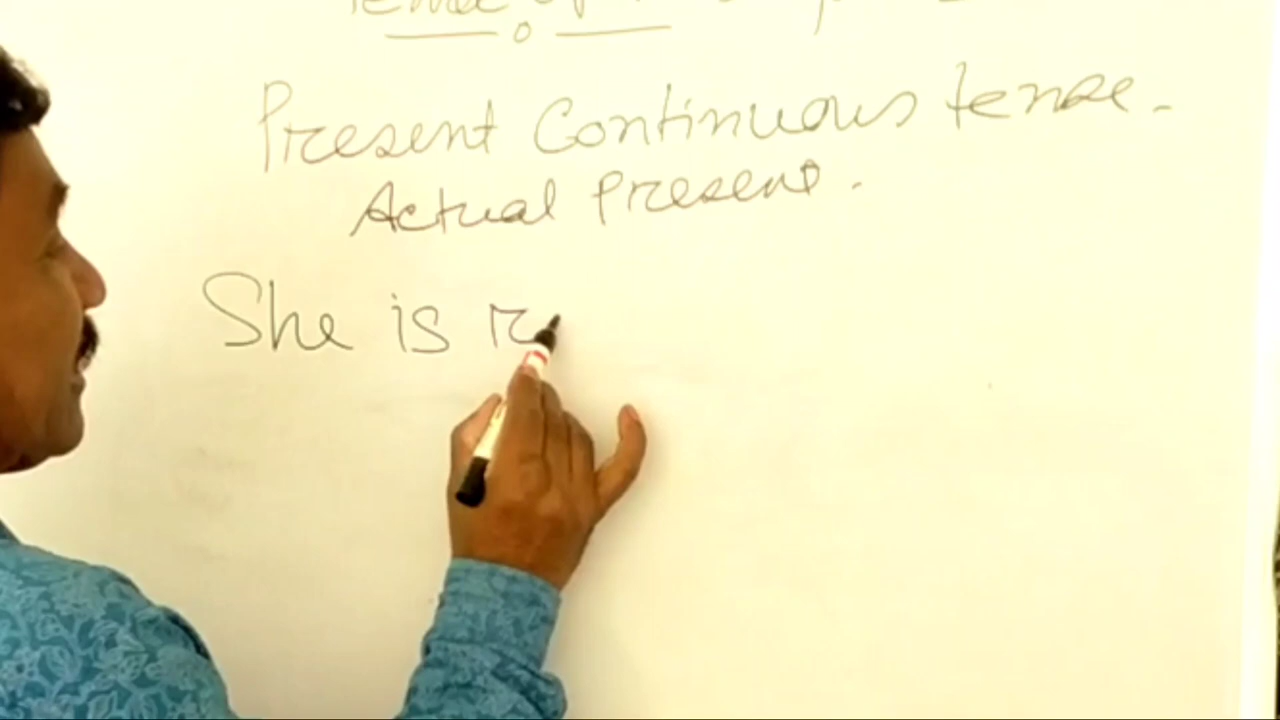 Present Continuous tense.
Actual Present.
She is r